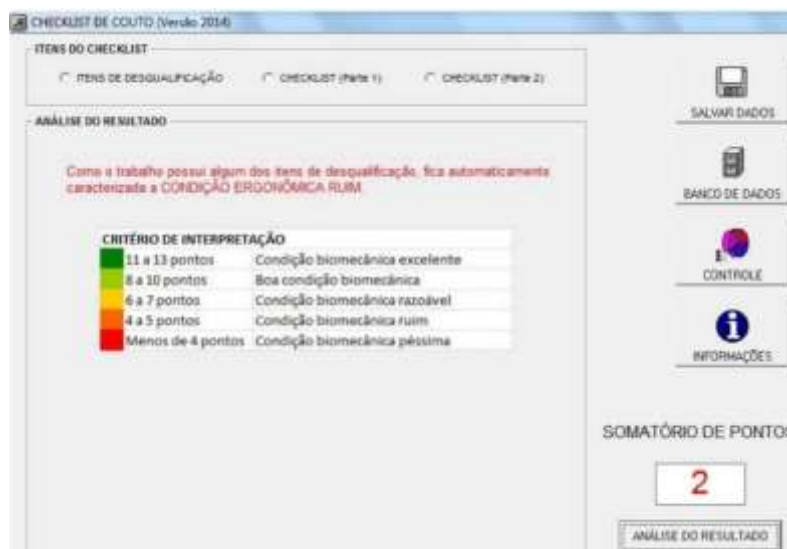 CHECKLIST DE COUTO (Versão 2014)
ITENS DO CHECKLIST
ITENS DE DESQUALIFICAÇÃO
CHECKLIST (Parte 1)
CHECKLIST (Parte 2)
ANÁLISE DO RESULTADO
Como o trabalho possui algum dos itens de desqualificação, fica automaticamente
caracterizada a CONDIÇÃO ERGONÔMICA RUIM.
CRITÉRIO DE INTERPRETAÇÃO
11 a 13 pontos Condição biomecânica excelente
8 a 10 pontos Boa condição biomecânica
6 a 7 pontos Condição biomecânica razoável
4 a 5 pontos Condição biomecânica ruim
Menos de 4 pontos Condição biomecânica péssima
SALVAR DADOS
BANCO DE DADOS
CONTROLE
INFORMAÇÕES
SOMATÓRIO DE PONTOS
2
ANÁLISE DO RESULTADO